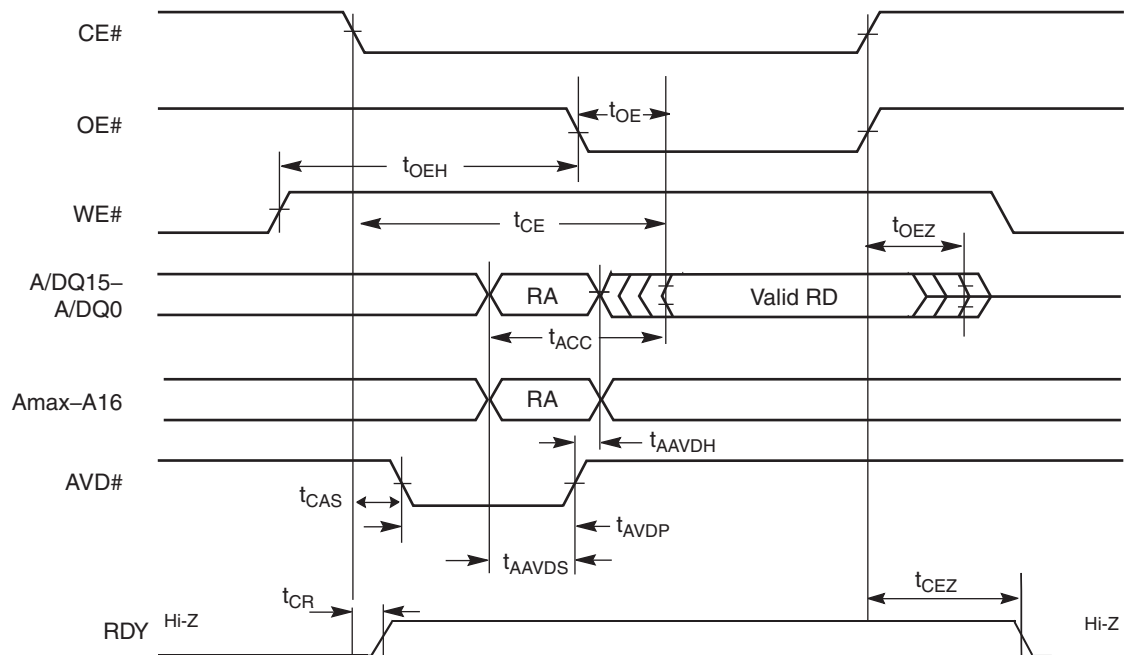 CE#
OE#
tOE
tOEH
WE#
tCE
tOEZ
A/DQ15–
A/DQ0
RA
Valid RD
tACC
Amax–A16
RA
tAAVDH
AVD#
tCAS
tAVDP
tAAVDS
tCEZ
tCR
RDY
Hi-Z
Hi-Z